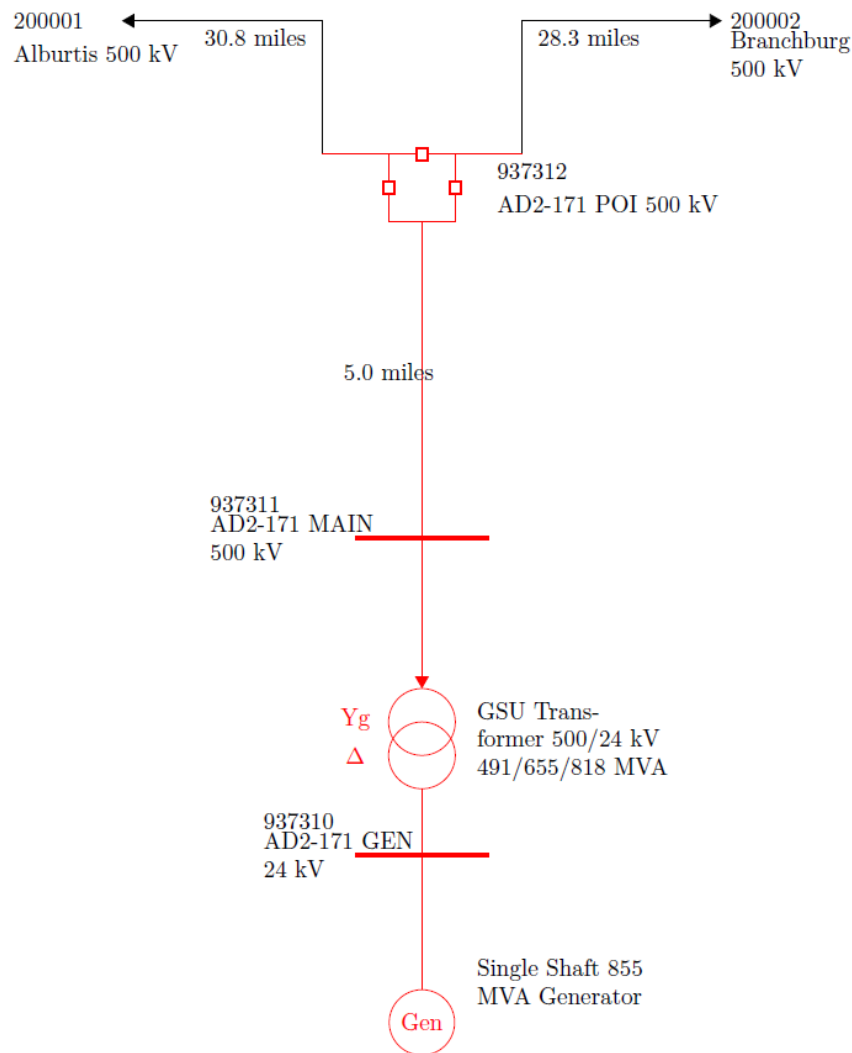 200001
Alburtis 500 kV
30.8 miles
28.3 miles
200002
Branchburg
500 kV
937312
AD2-171 POI 500 kV
5.0 miles
937311
AD2-171 MAIN
500 kV
Yg
Δ
GSU Trans-
former 500/24 kV
491/655/818 MVA
937310
AD2-171 GEN
24 kV
Single Shaft 855
MVA Generator
Gen